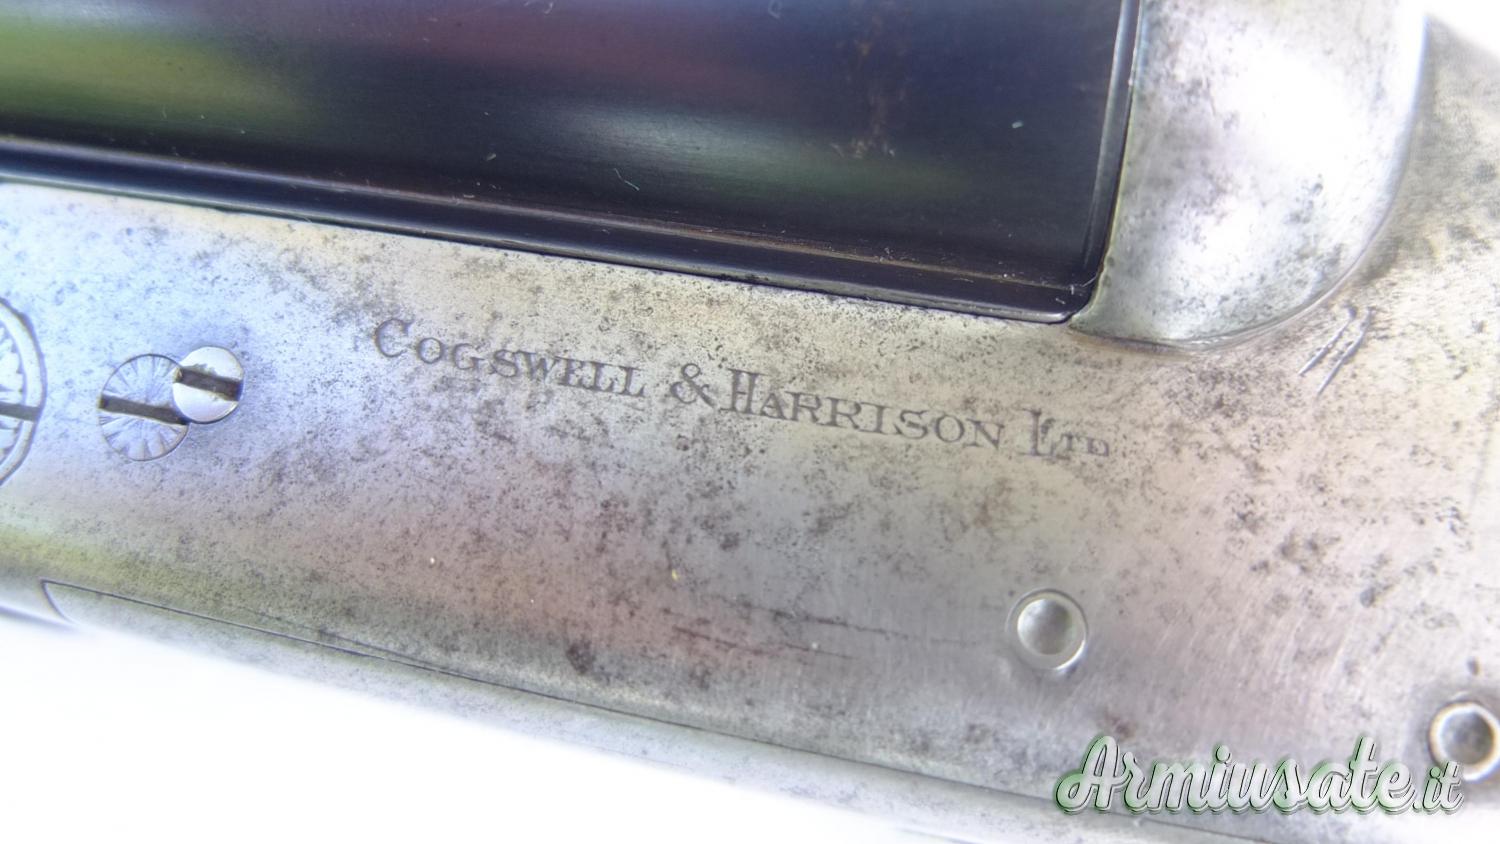 COGSWELL & HARRISON LTD
Armiusate.it